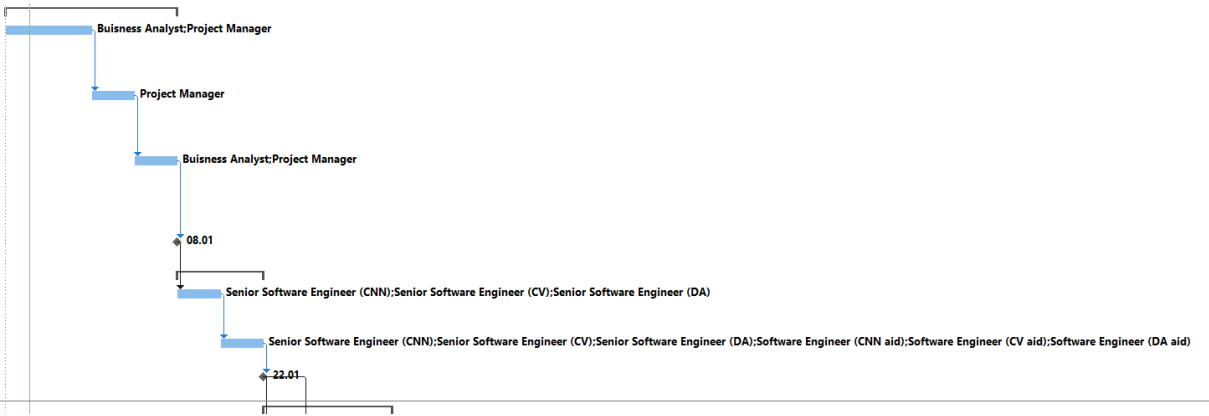 Buisness Analyst;Project Manager
Project Manager
Buisness Analyst;Project Manager
08.01
Senior Software Engineer (CNN);Senior Software Engineer (CV);Senior Software Engineer (DA)
Senior Software Engineer (CNN);Senior Software Engineer (CV);Senior Software Engineer (DA);Software Engineer (CNN aid);Software Engineer (CV aid);Software Engineer (DA aid)
22.01